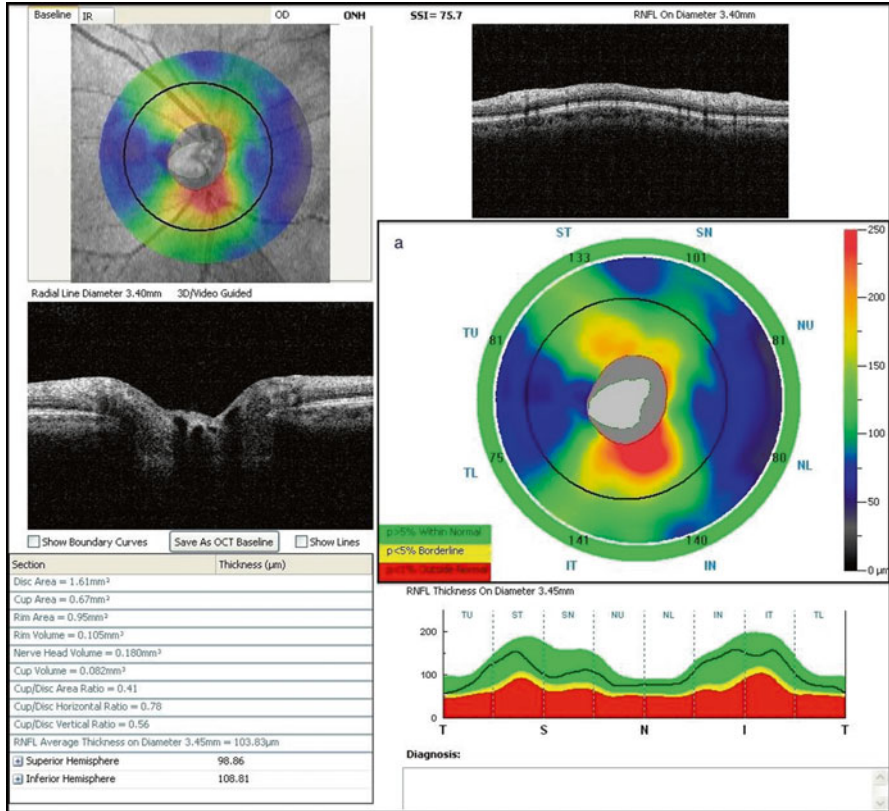 Baseline IR OD ONH
SSI= 75.7 RNFL On Diameter 3.40mm
Radial Line Diameter 3.40mm 3D/Video Guided
Show Boundary Curves Save As OCT Baseline Show Lines
Section Thickness (μm)
Disc Area = 1.61mm²
Cup Area = 0.67mm²
Rim Area = 0.95mm²
Rim Volume = 0.105mm³
Nerve Head Volume = 0.180mm³
Cup Volume = 0.082mm³
Cup/Disc Area Ratio = 0.41
Cup/Disc Horizontal Ratio = 0.78
Cup/Disc Vertical Ratio = 0.56
RNFL Average Thickness on Diameter 3.45mm = 103.83μm
Superior Hemisphere 98.86
Inferior Hemisphere 108.81
a
ST SN
133 101
TU NU
81 81
TL NL
75 80
141 140
IT IN
250
200
150
100
50
0 μm
p>5% Within Normal
p<5% Borderline
p<1% Outside Normal
RNFL Thickness On Diameter 3.45mm
TU ST SN NU NL IN IT TL
200
100
0
T S N I T
Diagnosis: